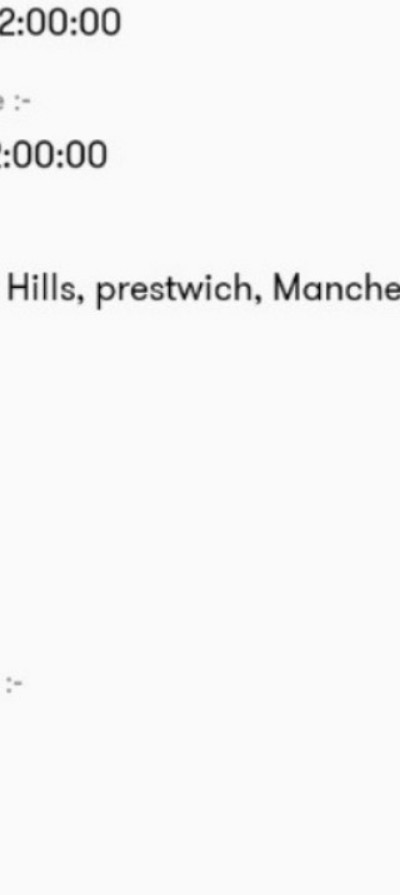 2:00:00
e :-
:00:00
Hills, prestwich, Manche
:-